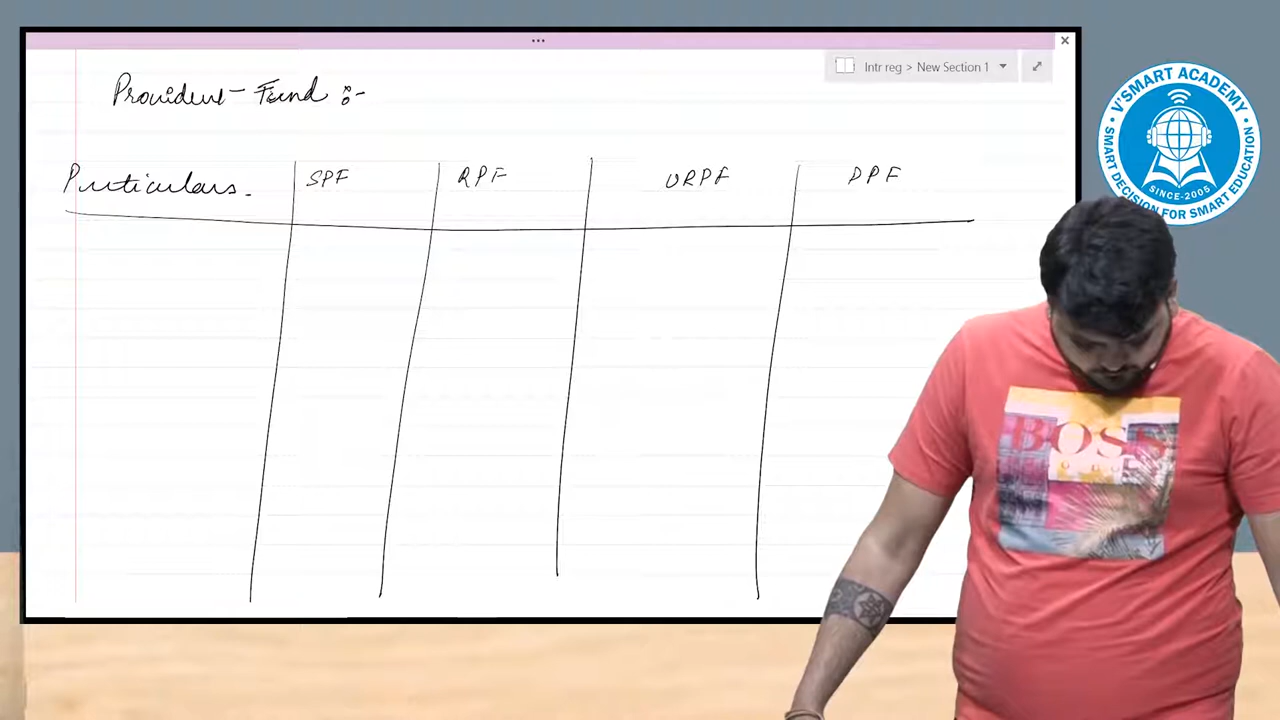 Intr reg > New Section 1
Provident Fund :-
Particulars. SPF RPF URPF PPF
V'SMART ACADEMY
SINCE-2005
SMART DECISION FOR SMART EDUCATION
BOSS